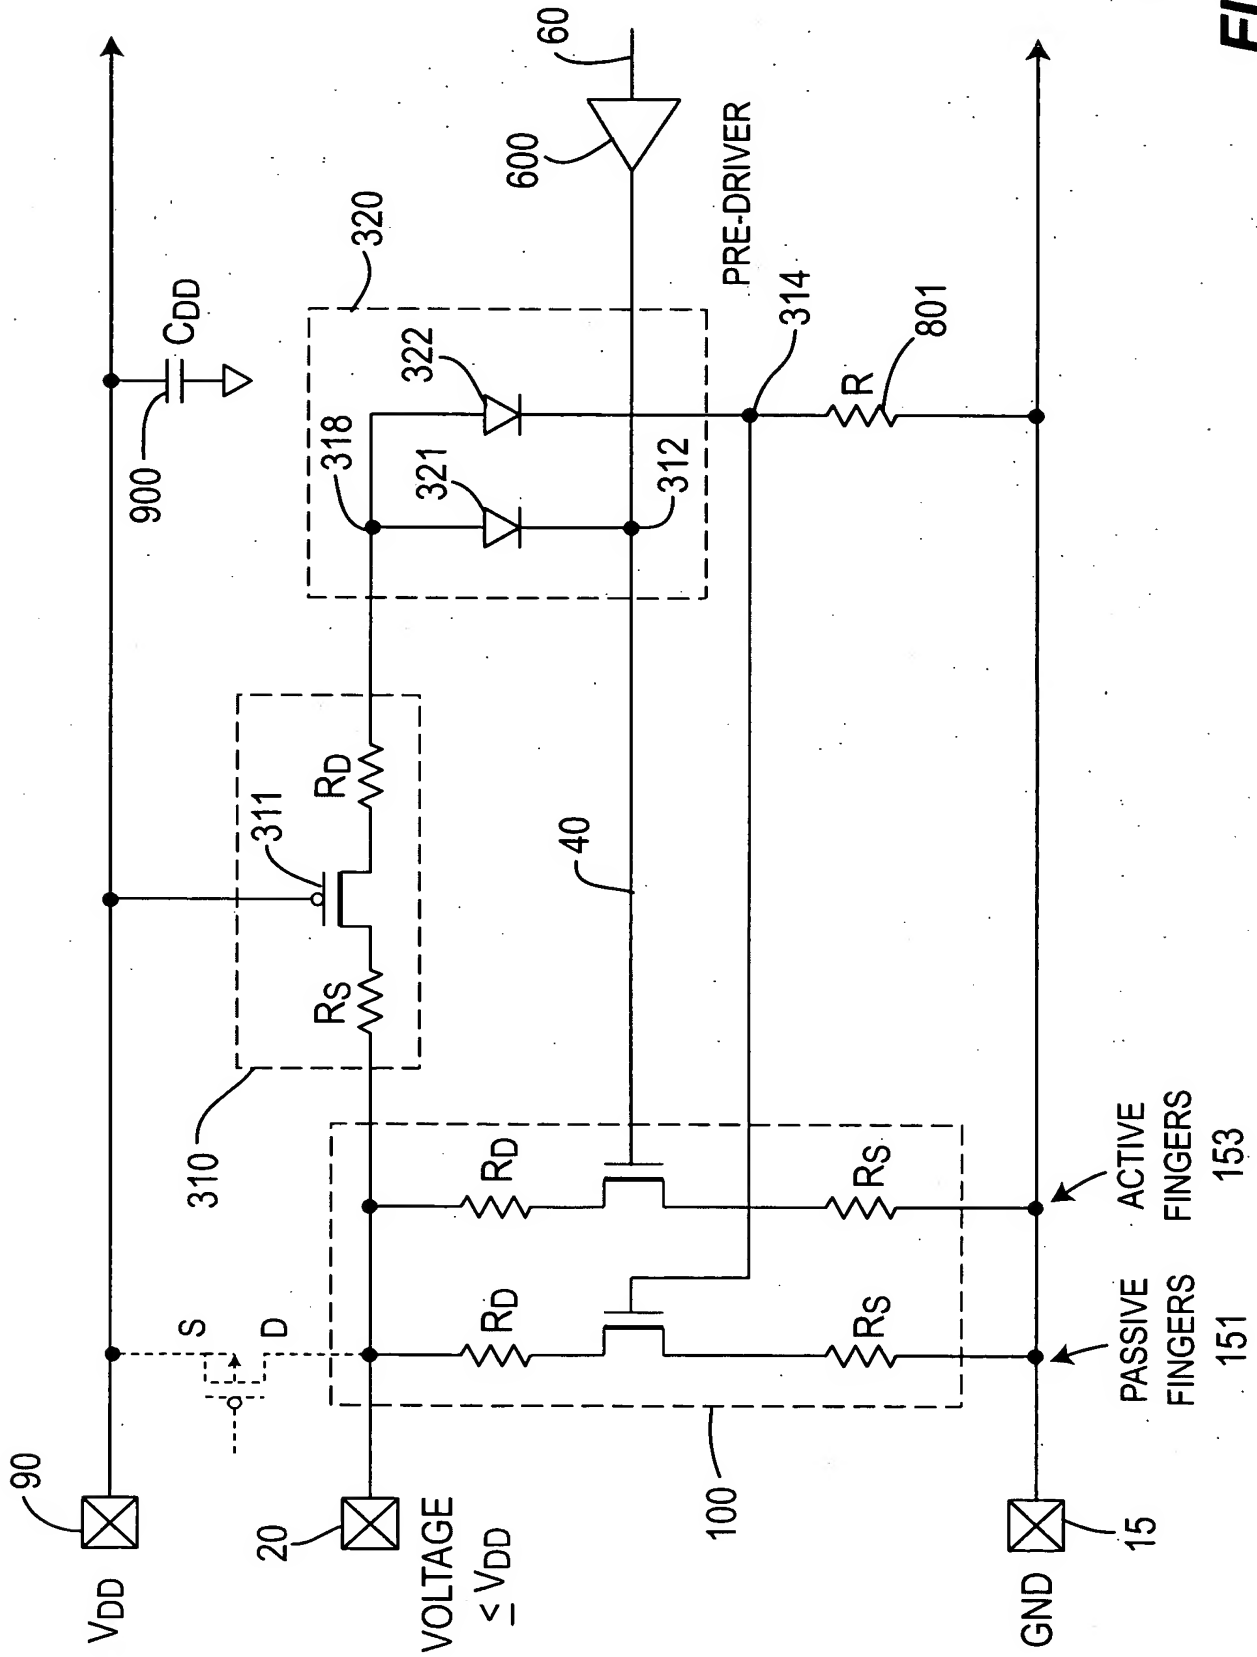 FI
VDD
90
S
D
20
VOLTAGE
≤ VDD
GND
15
100
RD
RS
RD
RS
PASSIVE
FINGERS
151
ACTIVE
FINGERS
153
310
RS
311
RD
40
900
CDD
318
321
322
320
312
314
R
801
PRE-DRIVER
600
60